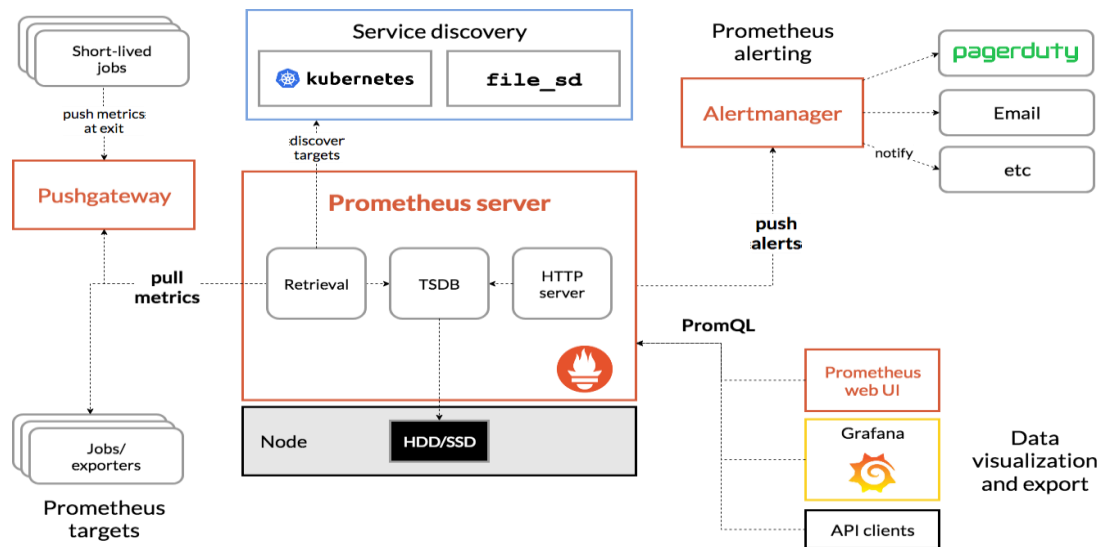 Short-lived
jobs
push metrics
at exit
Pushgateway
pull
metrics
Jobs/
exporters
Prometheus
targets
Service discovery
kubernetes
file_sd
discover
targets
Prometheus server
Retrieval
TSDB
HTTP
server
Node
HDD/SSD
Prometheus
alerting
Alertmanager
pagerduty
Email
notify
etc
push
alerts
PromQL
Prometheus
web UI
Grafana
API clients
Data
visualization
and export